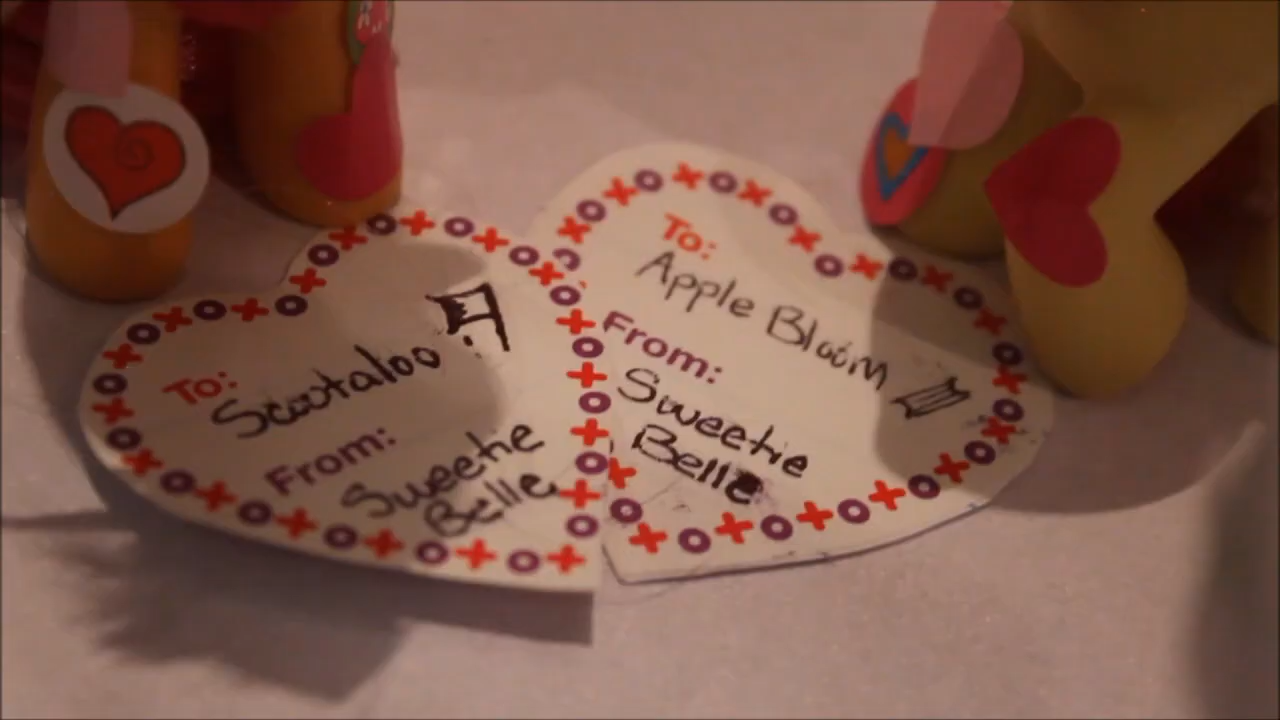 To:
Scootaloo
From:
Sweetie
Belle
To:
Apple Bloom
From:
Sweetie
Belle